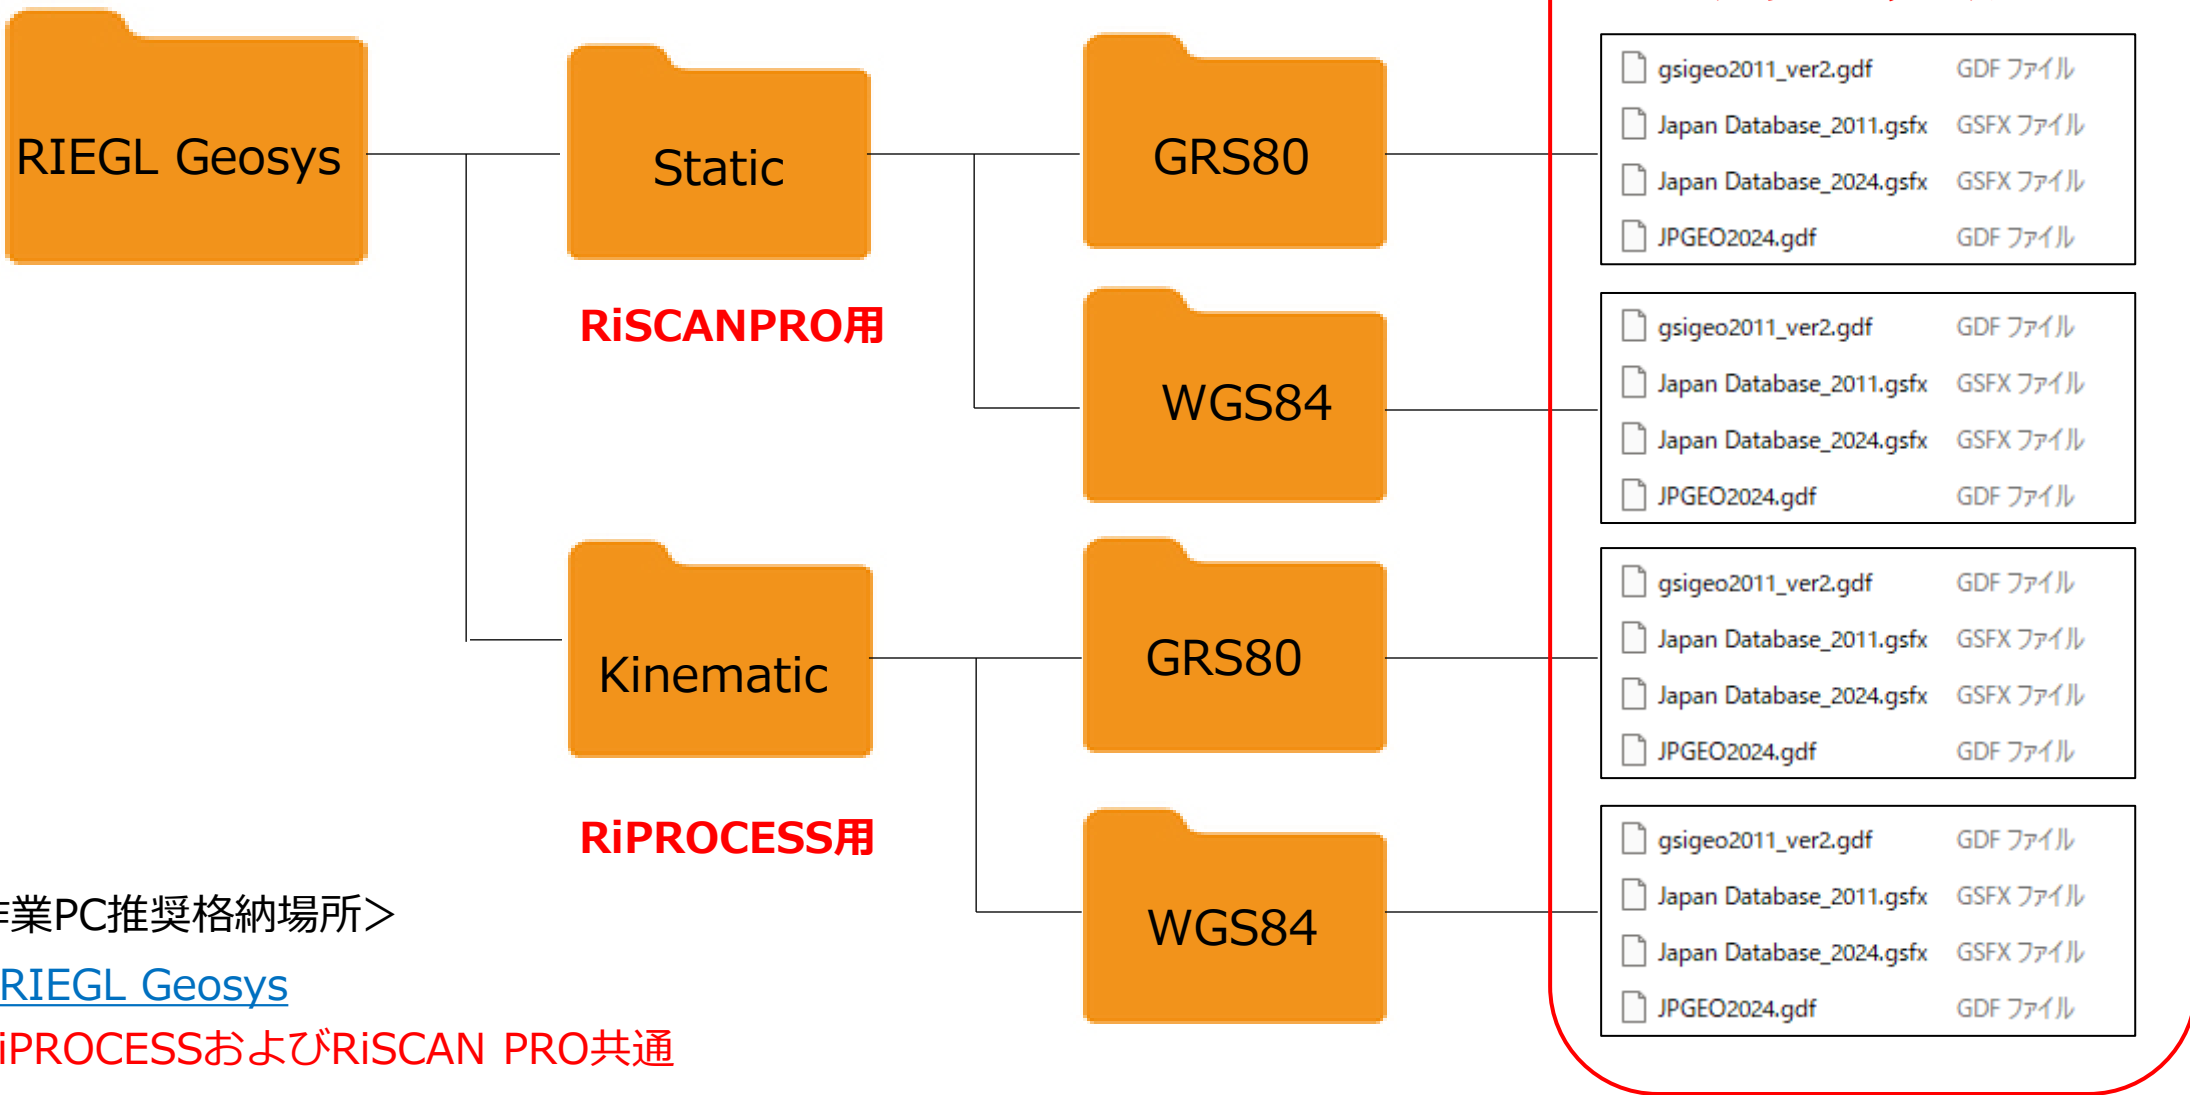 RIEGL Geosys
Static
RiSCANPRO用
Kinematic
RiPROCESS用
GRS80
WGS84
GRS80
WGS84
gsigeo2011_ver2.gdf GDF ファイル
Japan Database_2011.gsfx GSFX ファイル
Japan Database_2024.gsfx GSFX ファイル
JPGEO2024.gdf GDF ファイル
gsigeo2011_ver2.gdf GDF ファイル
Japan Database_2011.gsfx GSFX ファイル
Japan Database_2024.gsfx GSFX ファイル
JPGEO2024.gdf GDF ファイル
gsigeo2011_ver2.gdf GDF ファイル
Japan Database_2011.gsfx GSFX ファイル
Japan Database_2024.gsfx GSFX ファイル
JPGEO2024.gdf GDF ファイル
gsigeo2011_ver2.gdf GDF ファイル
Japan Database_2011.gsfx GSFX ファイル
Japan Database_2024.gsfx GSFX ファイル
JPGEO2024.gdf GDF ファイル
業PC推奨格納場所＞
RIEGL Geosys
iPROCESSおよびRiSCAN PRO共通